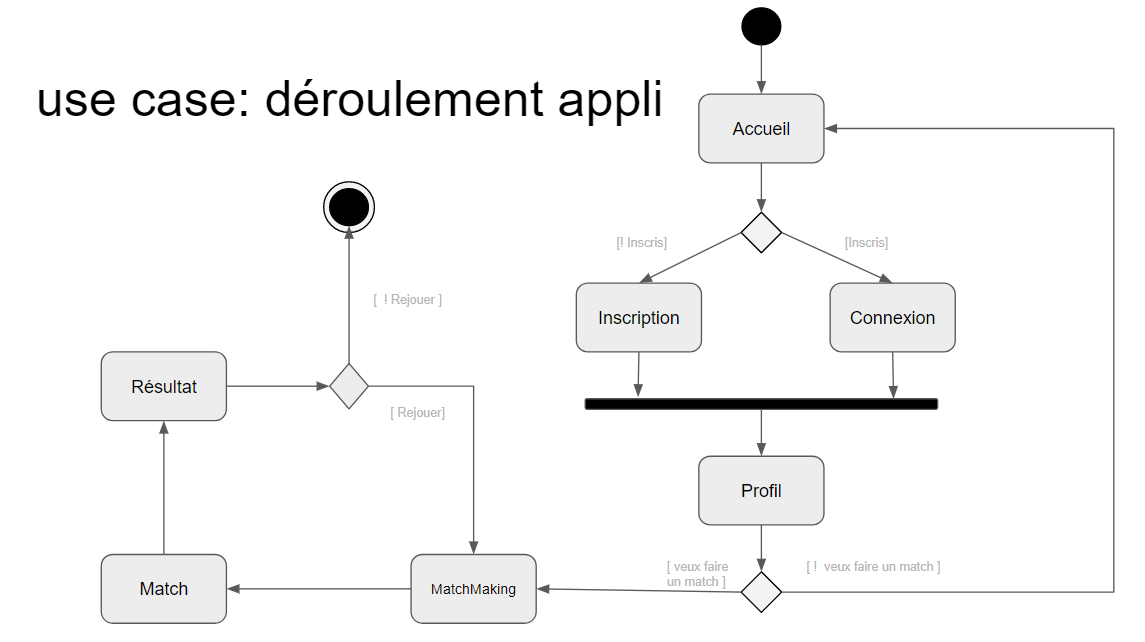 use case: déroulement appli
Accueil
[! Inscris]
[Inscris]
Inscription
Connexion
[  ! Rejouer ]
Résultat
[ Rejouer]
Profil
[ veux faire
un match ]
[ !  veux faire un match ]
Match
MatchMaking